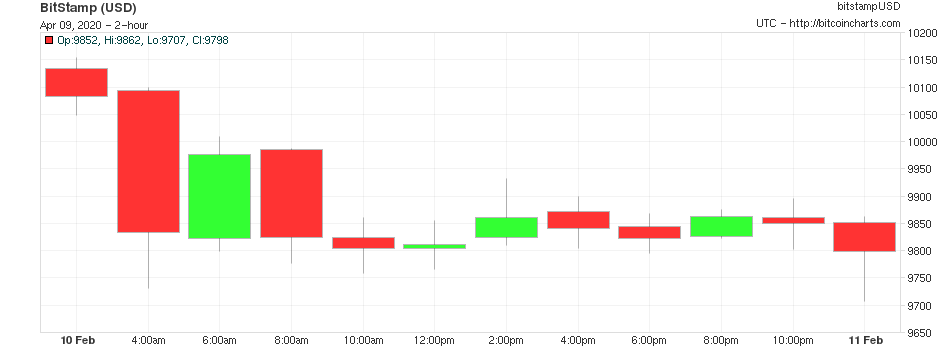 BitStamp (USD)
bitstampUSD
Apr 09, 2020 - 2-hour
UTC - http://bitcoincharts.com
Op:9852, Hi:9862, Lo:9707, Cl:9798
10200
10150
10100
10050
10000
9950
9900
9850
9800
9750
9700
9650
10 Feb 4:00am 6:00am 8:00am 10:00am 12:00pm 2:00pm 4:00pm 6:00pm 8:00pm 10:00pm 11 Feb